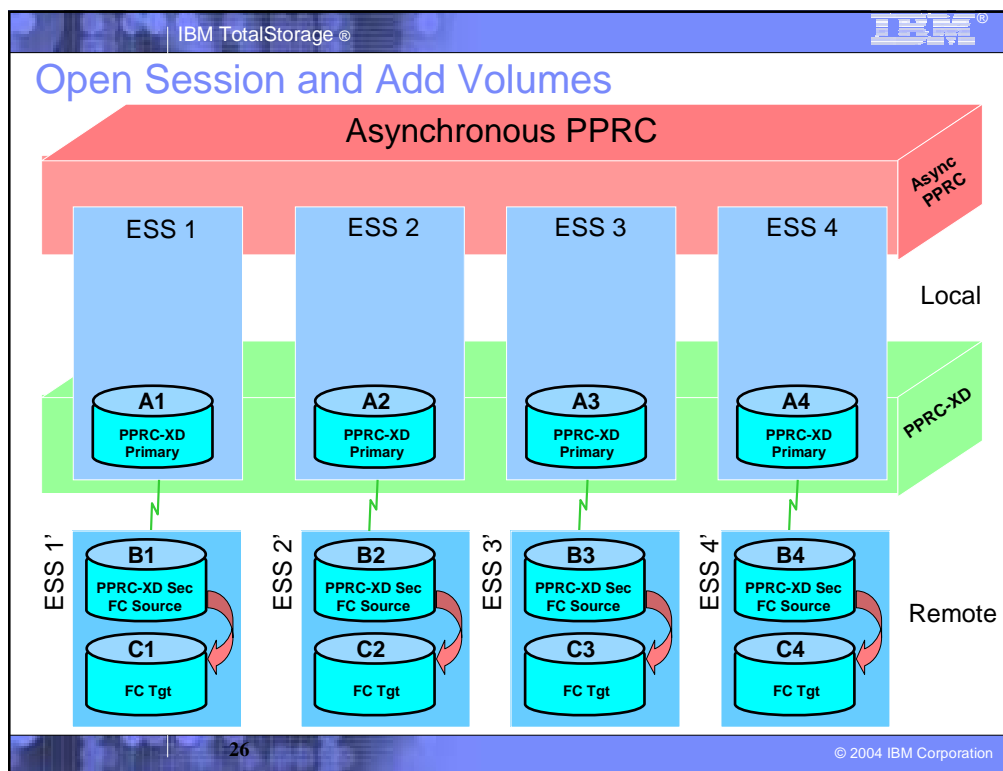 IBM TotalStorage ®
IBM ®
Open Session and Add Volumes
Asynchronous PPRC
Async
PPRC
ESS 1
ESS 2
ESS 3
ESS 4
Local
A1
PPRC-XD
Primary
A2
PPRC-XD
Primary
A3
PPRC-XD
Primary
A4
PPRC-XD
Primary
PPRC-XD
ESS 1’
B1
PPRC-XD Sec
FC Source
C1
FC Tgt
ESS 2’
B2
PPRC-XD Sec
FC Source
C2
FC Tgt
ESS 3’
B3
PPRC-XD Sec
FC Source
C3
FC Tgt
ESS 4’
B4
PPRC-XD Sec
FC Source
C4
FC Tgt
Remote
26
© 2004 IBM Corporation